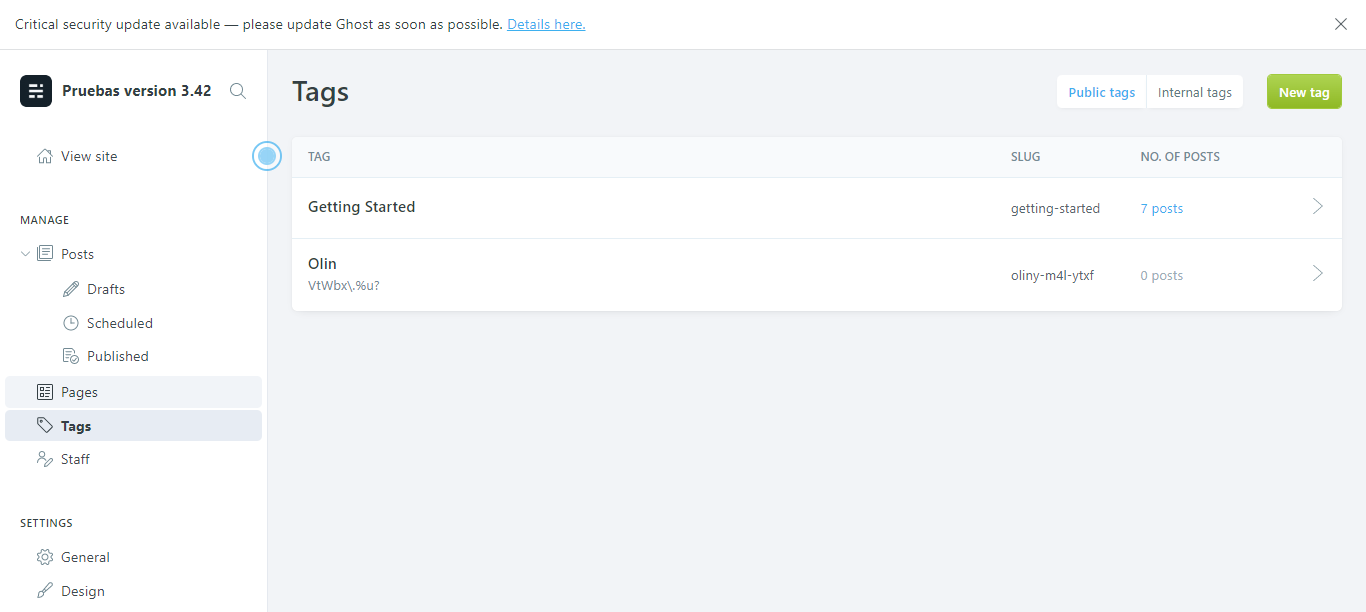 Critical security update available — please update Ghost as soon as possible. Details here.
Pruebas version 3.42
View site
MANAGE
Posts
Drafts
Scheduled
Published
Pages
Tags
Staff
SETTINGS
General
Design
Tags
Public tags
Internal tags
New tag
TAG SLUG NO. OF POSTS
Getting Started getting-started 7 posts
Olin oliny-m4l-ytxf 0 posts
VtWbx\.%u?